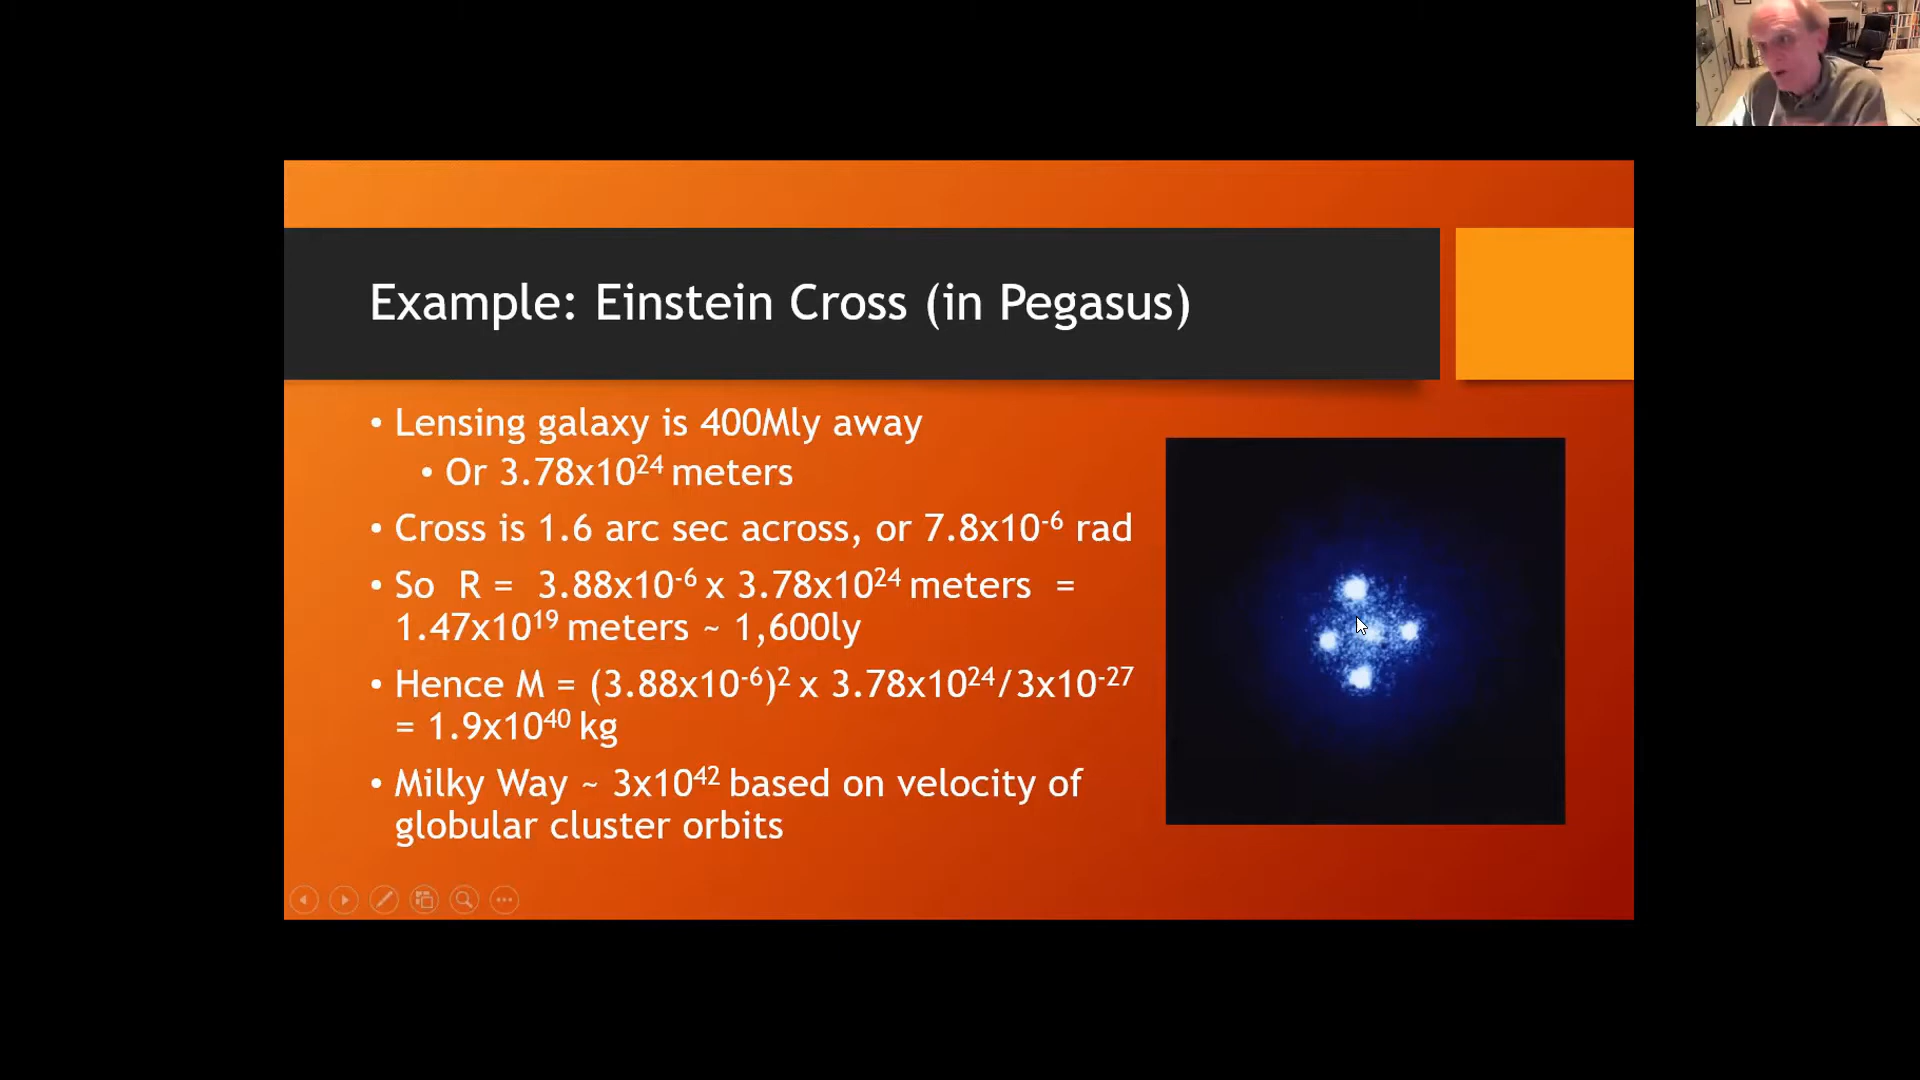 Example: Einstein Cross (in Pegasus)
• Lensing galaxy is 400Mly away
• Or 3.78x10²⁴ meters
• Cross is 1.6 arc sec across, or 7.8x10⁻⁶ rad
• So R = 3.88x10⁻⁶ x 3.78x10²⁴ meters =
1.47x10¹⁹ meters ~ 1,600ly
• Hence M = (3.88x10⁻⁶)² x 3.78x10²⁴/3x10⁻²⁷
= 1.9x10⁴⁰ kg
• Milky Way ~ 3x10⁴² based on velocity of
globular cluster orbits